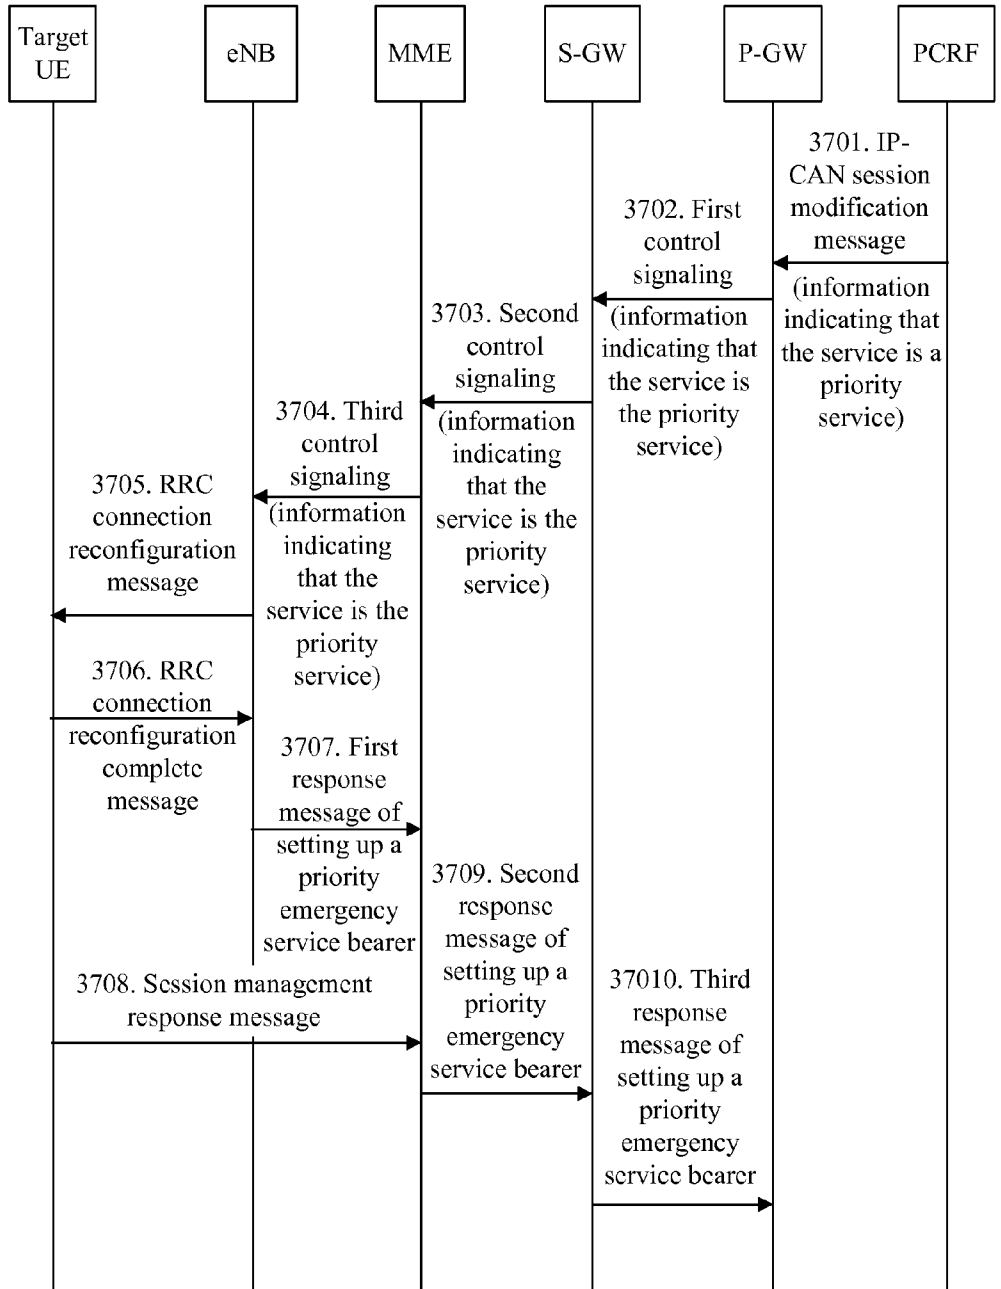 Target
UE
eNB
MME
S-GW
P-GW
PCRF
3701. IP-
CAN session
modification
message
(information
indicating that
the service is a
priority
service)
3702. First
control
signaling
(information
indicating that
the service is
the priority
service)
3703. Second
control
signaling
(information
indicating
that the
service is the
priority
service)
3704. Third
control
signaling
(information
indicating
that the
service is the
priority
service)
3705. RRC
connection
reconfiguration
message
3706. RRC
connection
reconfiguration
complete
message
3707. First
response
message of
setting up a
priority
emergency
service bearer
3708. Session management
response message
3709. Second
response
message of
setting up a
priority
emergency
service bearer
37010. Third
response
message of
setting up a
priority
emergency
service bearer